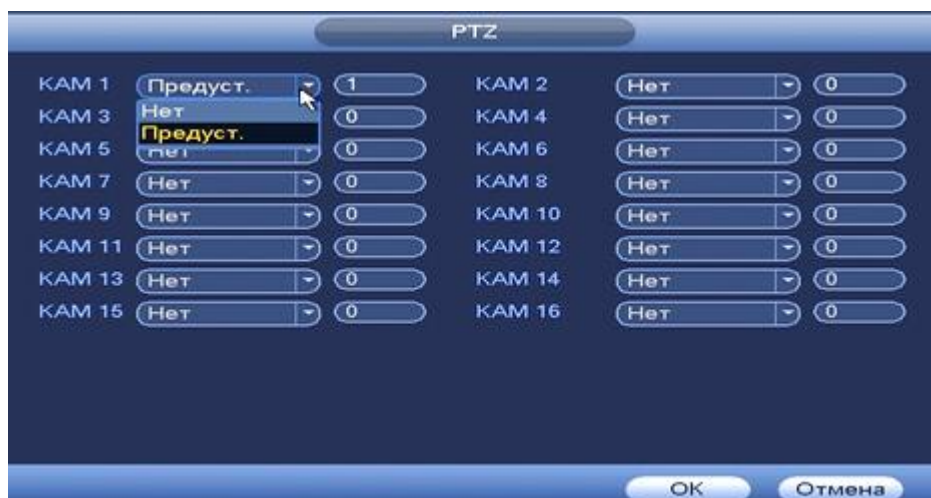 PTZ
КАМ 1 Предуст. 1 КАМ 2 Нет 0
Нет
КАМ 3 0 КАМ 4 Нет 0
Предуст.
КАМ 5 Нет 0 КАМ 6 Нет 0
КАМ 7 Нет 0 КАМ 8 Нет 0
КАМ 9 Нет 0 КАМ 10 Нет 0
КАМ 11 Нет 0 КАМ 12 Нет 0
КАМ 13 Нет 0 КАМ 14 Нет 0
КАМ 15 Нет 0 КАМ 16 Нет 0
OK Отмена